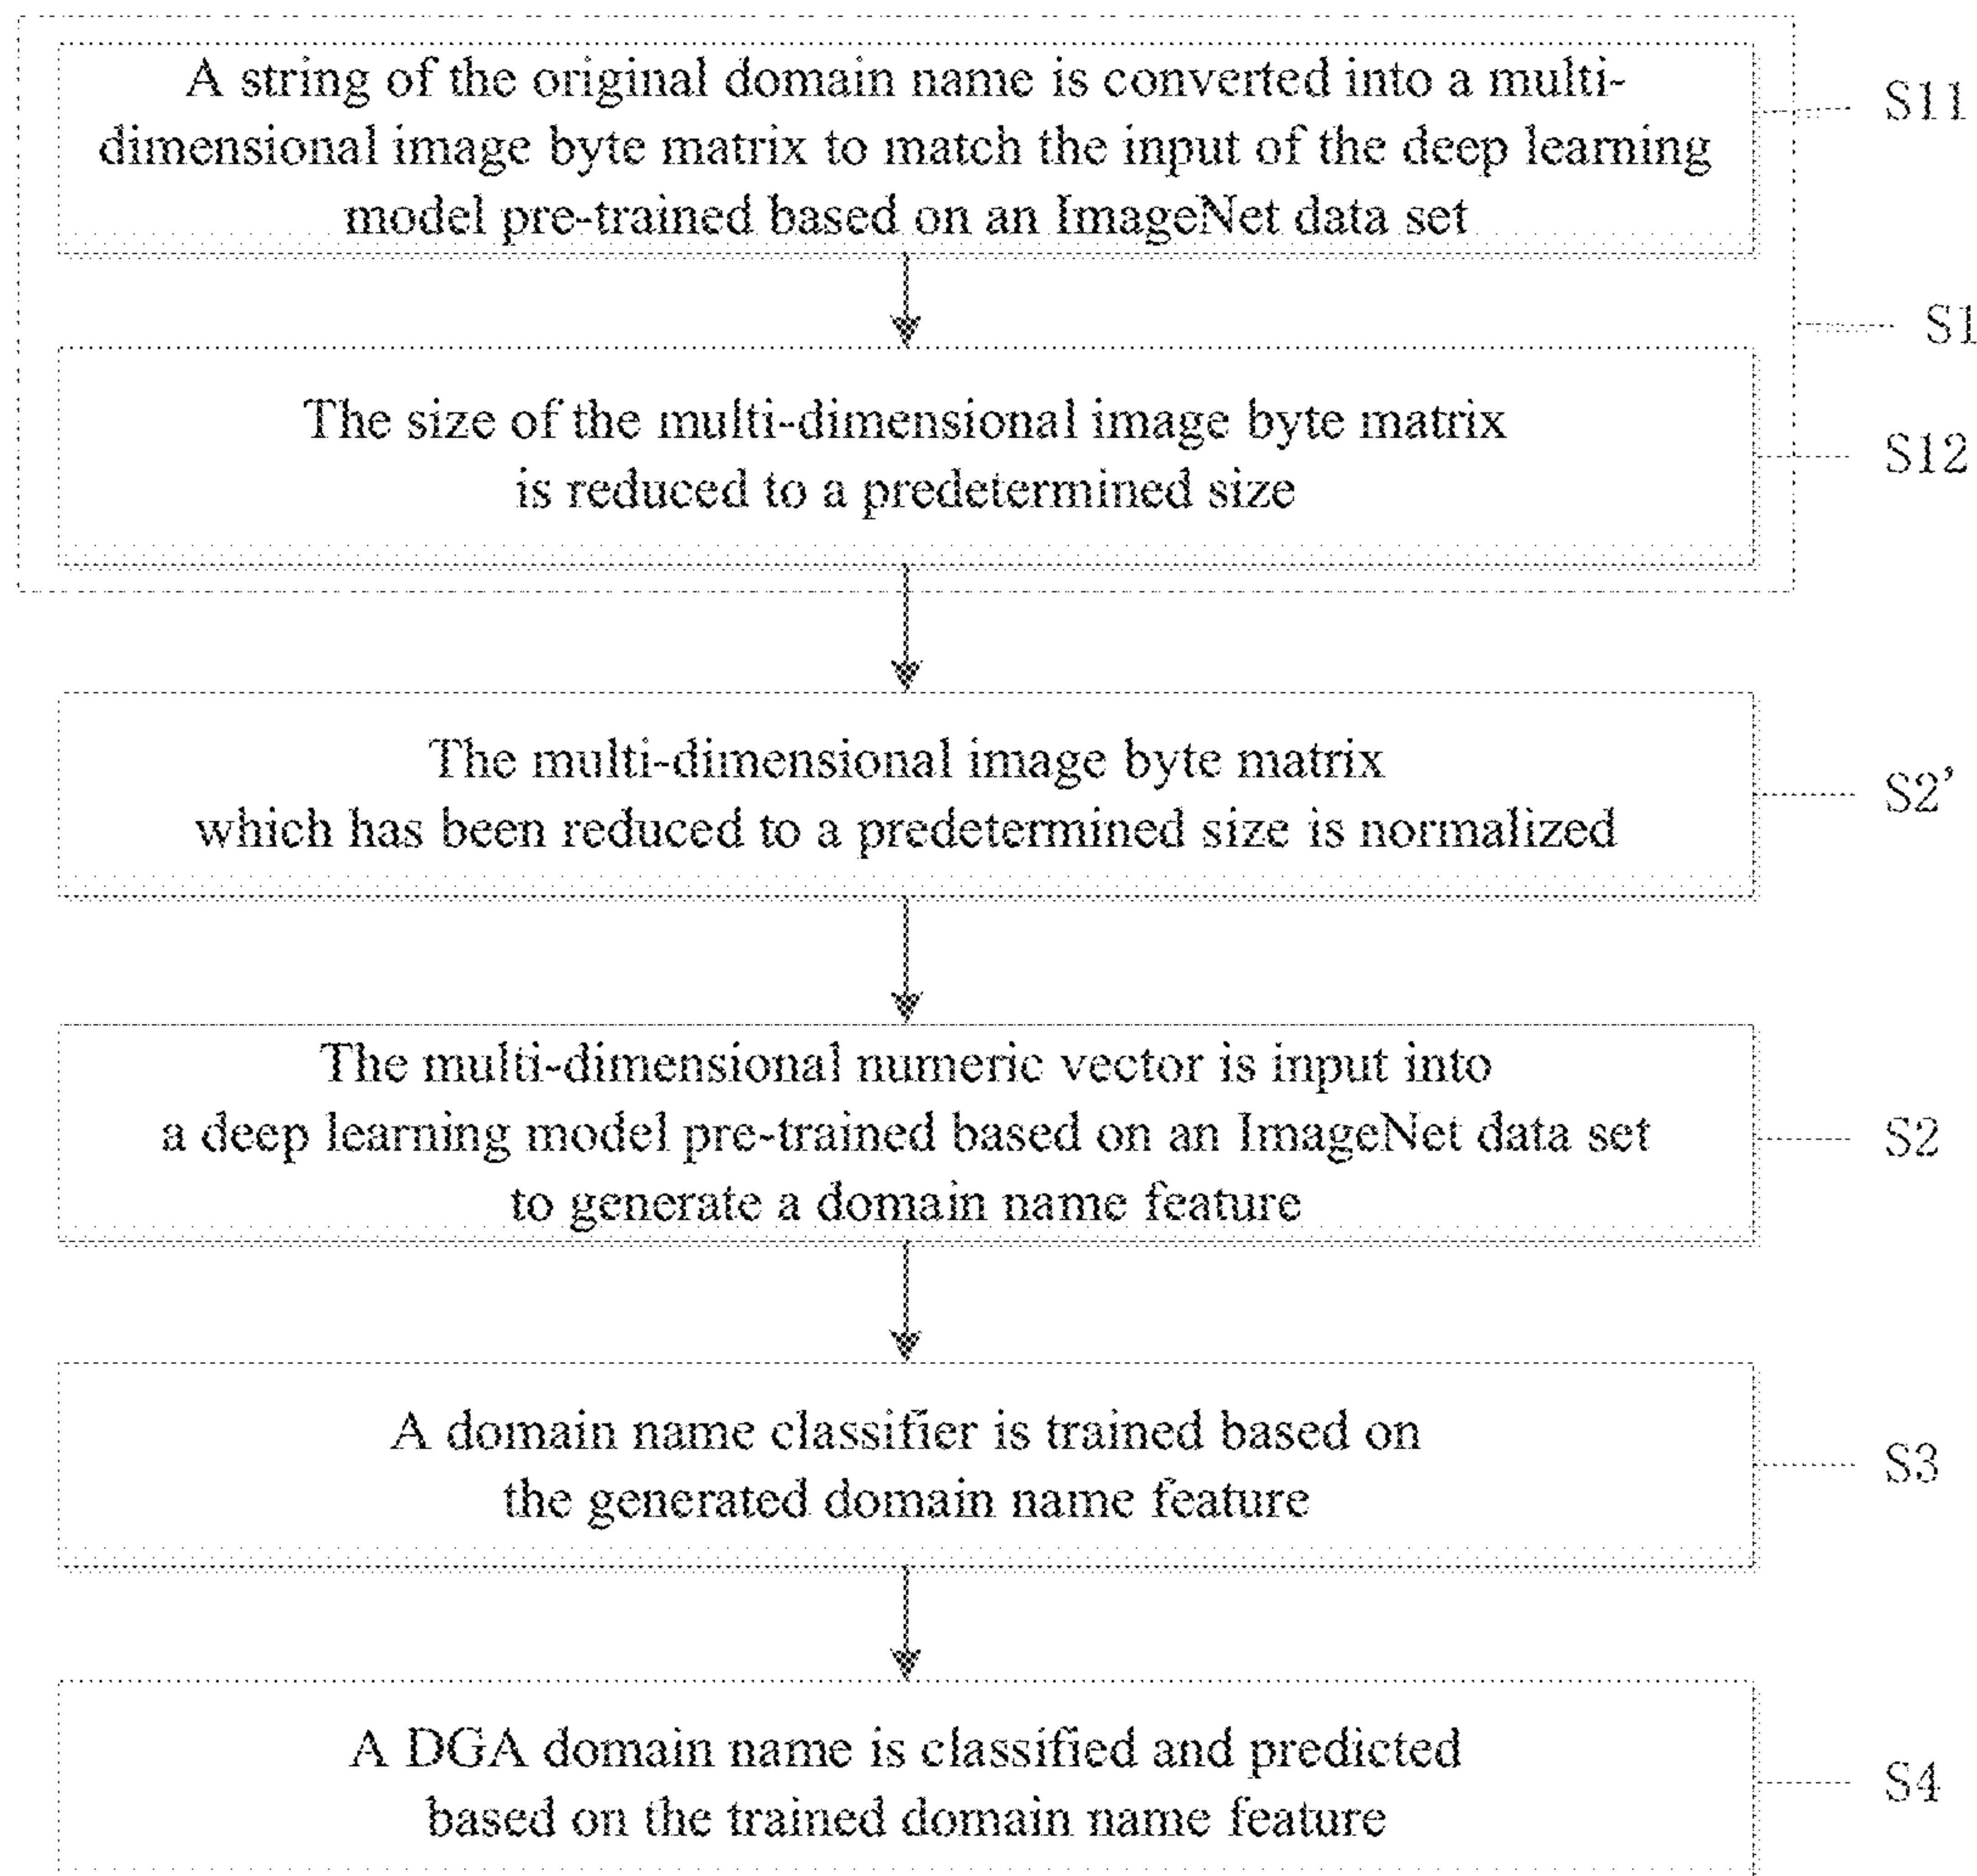 A string of the original domain name is converted into a multi-
dimensional image byte matrix to match the input of the deep learning
model pre-trained based on an ImageNet data set
S11
S1
The size of the multi-dimensional image byte matrix
is reduced to a predetermined size
S12
The multi-dimensional image byte matrix
which has been reduced to a predetermined size is normalized
S2’
The multi-dimensional numeric vector is input into
a deep learning model pre-trained based on an ImageNet data set
to generate a domain name feature
S2
A domain name classifier is trained based on
the generated domain name feature
S3
A DGA domain name is classified and predicted
based on the trained domain name feature
S4